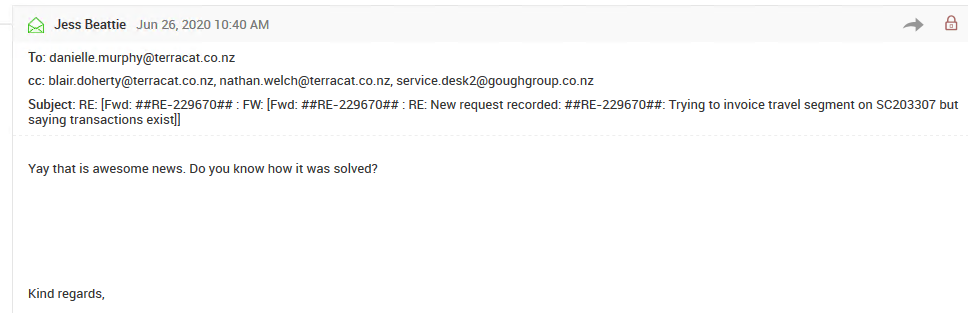 Jess Beattie Jun 26, 2020 10:40 AM
To: danielle.murphy@terracat.co.nz
cc: blair.doherty@terracat.co.nz, nathan.welch@terracat.co.nz, service.desk2@goughgroup.co.nz
Subject: RE: [Fwd: ##RE-229670## : FW: [Fwd: ##RE-229670## : RE: New request recorded: ##RE-229670##: Trying to invoice travel segment on SC203307 but
saying transactions exist]]
Yay that is awesome news. Do you know how it was solved?
Kind regards,